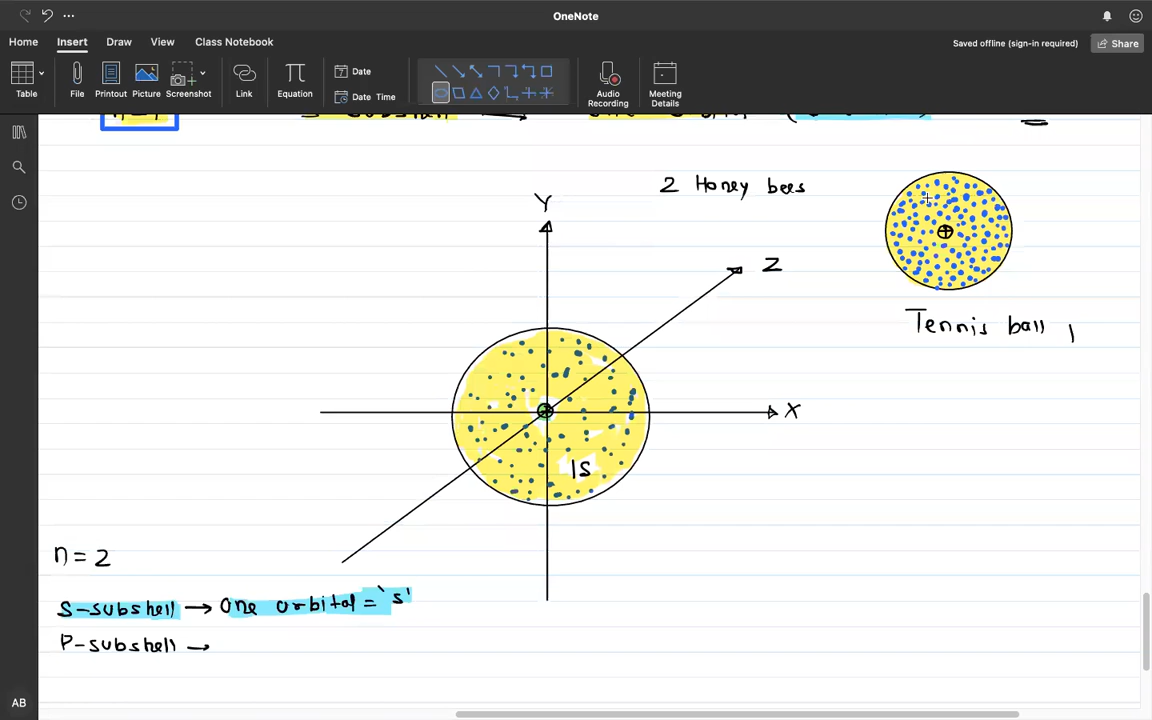 OneNote
Home Insert Draw View Class Notebook
Saved offline (sign-in required) Share
Table File Printout Picture Screenshot Link Equation Date Date Time Audio Recording Meeting Details
2 Honey bees
Y
Z
Tennis ball 1
X
1S
n = 2
S-subshell → One orbital = 's'
P-subshell →
AB